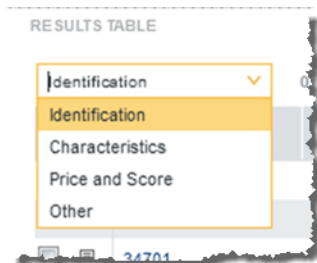 RESULTS TABLE
Identification
Identification
Characteristics
Price and Score
Other
34701